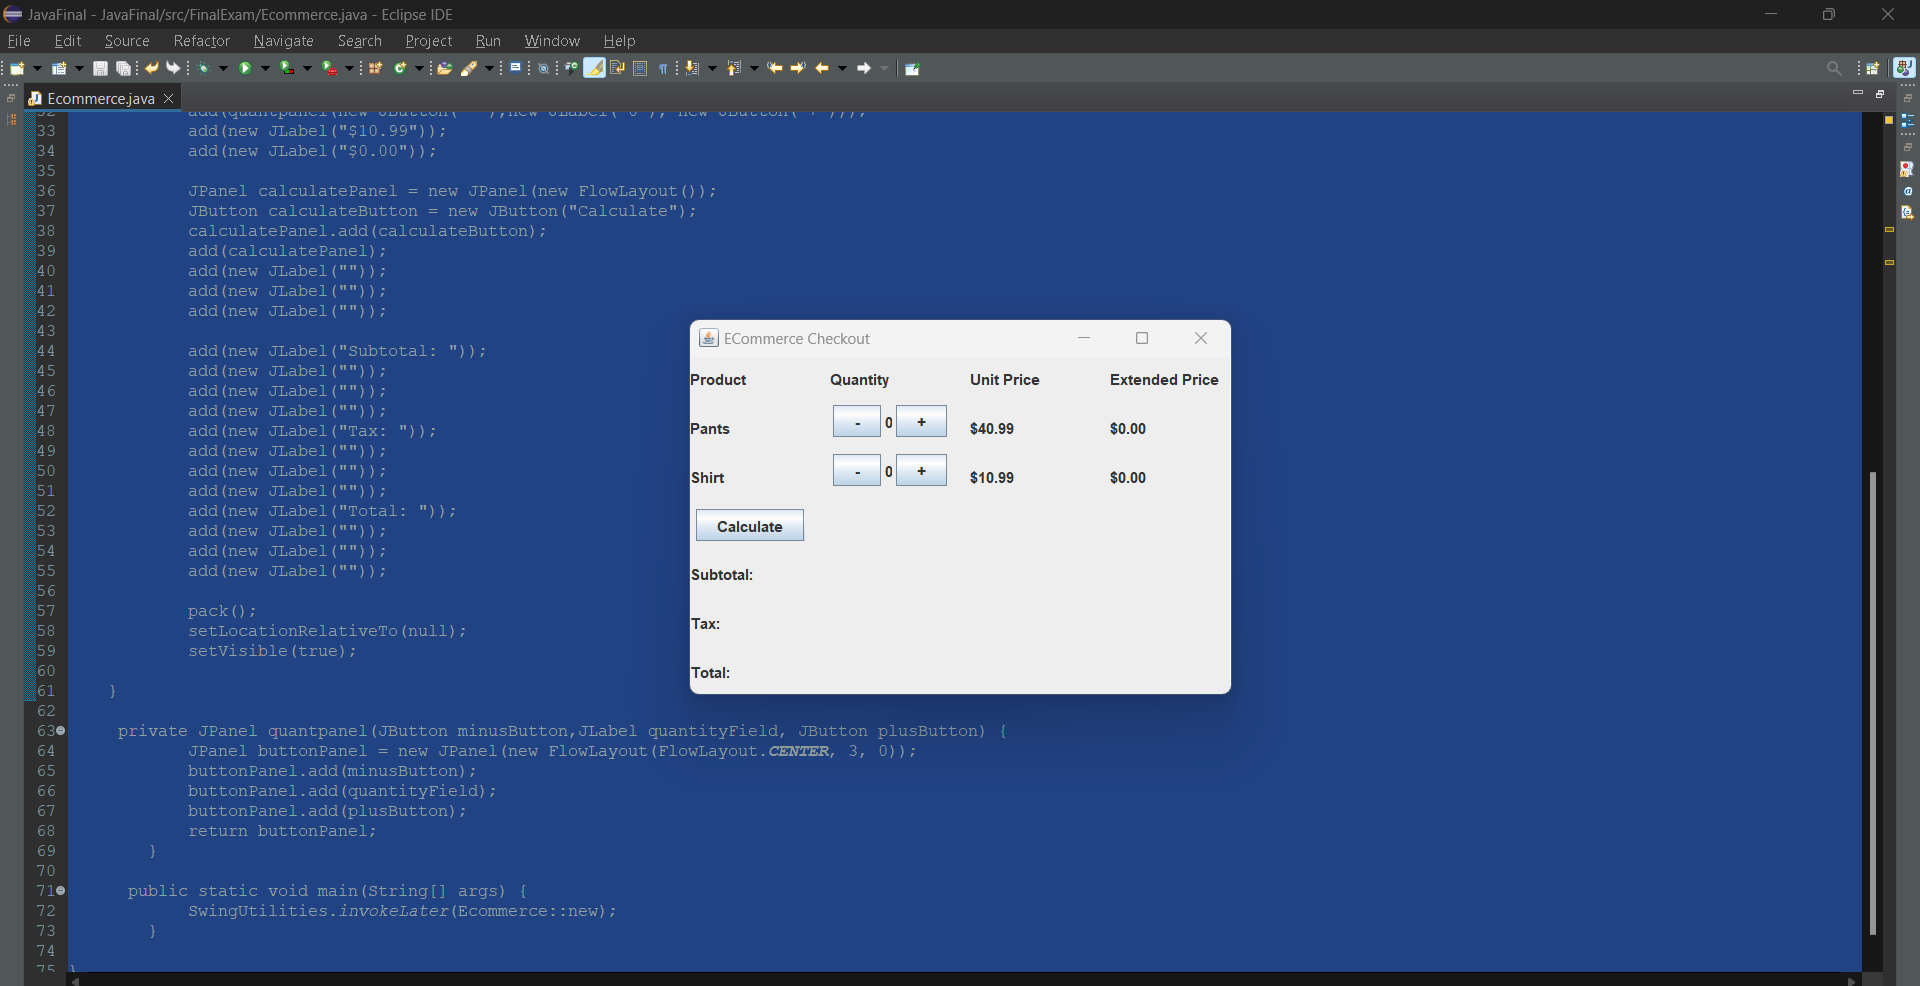 JavaFinal - JavaFinal/src/FinalExam/Ecommerce.java - Eclipse IDE
File Edit Source Refactor Navigate Search Project Run Window Help
Ecommerce.java
33 add(new JLabel("$10.99"));
34 add(new JLabel("$0.00"));
35
36 JPanel calculatePanel = new JPanel(new FlowLayout());
37 JButton calculateButton = new JButton("Calculate");
38 calculatePanel.add(calculateButton);
39 add(calculatePanel);
40 add(new JLabel(""));
41 add(new JLabel(""));
42 add(new JLabel(""));
43
44 add(new JLabel("Subtotal: "));
45 add(new JLabel(""));
46 add(new JLabel(""));
47 add(new JLabel(""));
48 add(new JLabel("Tax: "));
49 add(new JLabel(""));
50 add(new JLabel(""));
51 add(new JLabel(""));
52 add(new JLabel("Total: "));
53 add(new JLabel(""));
54 add(new JLabel(""));
55 add(new JLabel(""));
56
57 pack();
58 setLocationRelativeTo(null);
59 setVisible(true);
60
61 }
62
63 private JPanel quantpanel(JButton minusButton,JLabel quantityField, JButton plusButton) {
64 JPanel buttonPanel = new JPanel(new FlowLayout(FlowLayout.CENTER, 3, 0));
65 buttonPanel.add(minusButton);
66 buttonPanel.add(quantityField);
67 buttonPanel.add(plusButton);
68 return buttonPanel;
69 }
70
71 public static void main(String[] args) {
72 SwingUtilities.invokeLater(Ecommerce::new);
73 }
74
75 }
ECommerce Checkout
Product Quantity Unit Price Extended Price
Pants - 0 + $40.99 $0.00
Shirt - 0 + $10.99 $0.00
Calculate
Subtotal:
Tax:
Total: